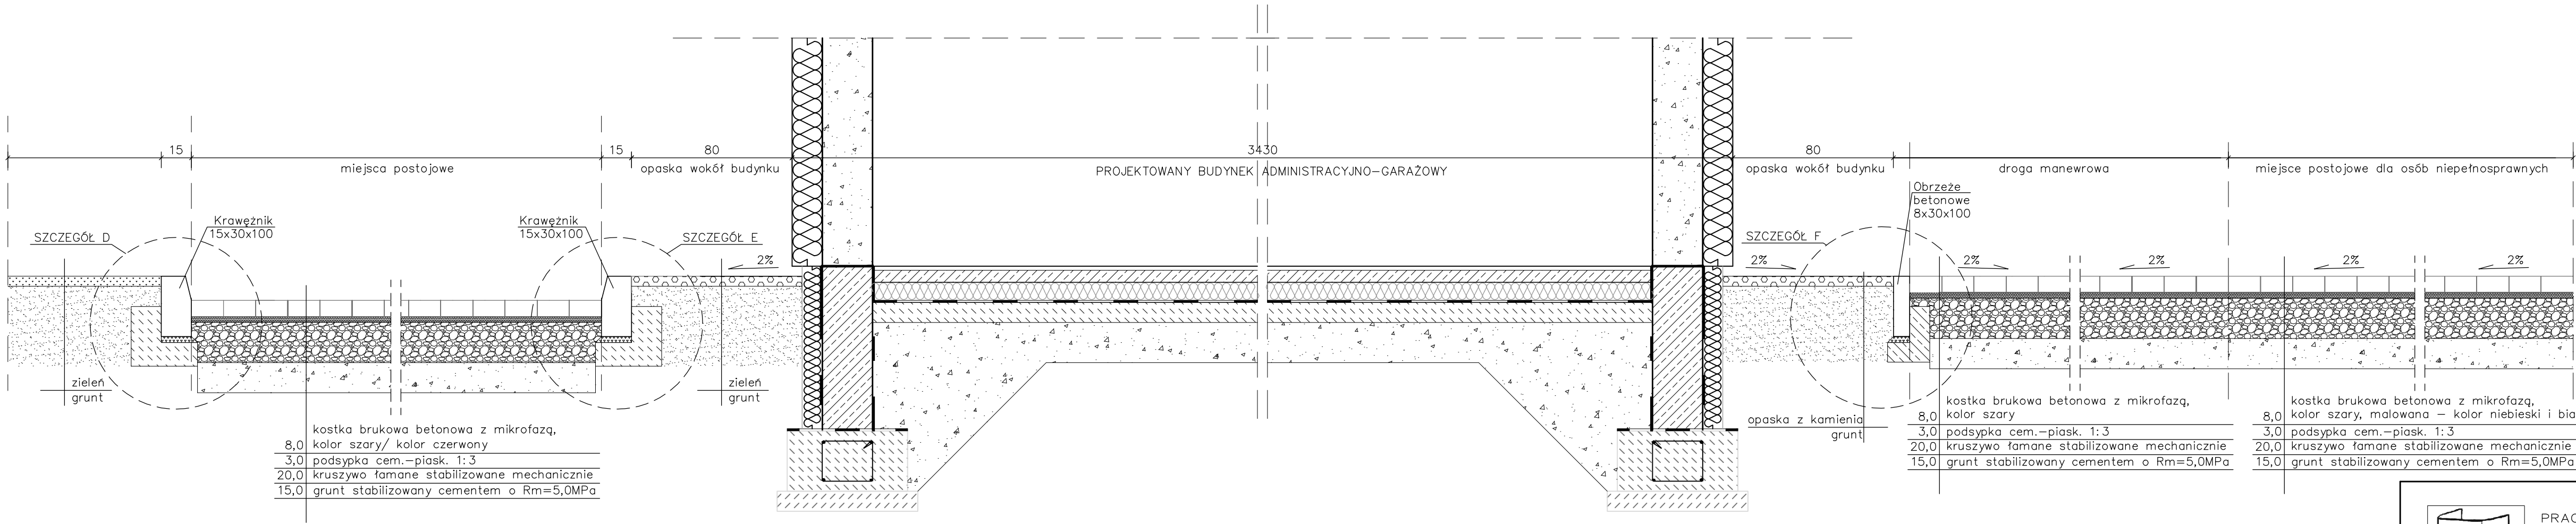 15
miejsca postojowe
15
80
opaska wokół budynku
3430
PROJEKTOWANY BUDYNEK ADMINISTRACYJNO-GARAŻOWY
80
opaska wokół budynku
droga manewrowa
miejsce postojowe dla osób niepełnosprawnych
SZCZEGÓŁ D
Krawężnik
15x30x100
Krawężnik
15x30x100
SZCZEGÓŁ E
2%
SZCZEGÓŁ F
2%
Obrzeże
betonowe
8x30x100
2%
2%
2%
2%
zieleń
grunt
zieleń
grunt
opaska z kamienia
grunt
kostka brukowa betonowa z mikrofazą,
8,0 kolor szary/ kolor czerwony
3,0 podsypka cem.-piask. 1:3
20,0 kruszywo łamane stabilizowane mechanicznie
15,0 grunt stabilizowany cementem o Rm=5,0MPa
kostka brukowa betonowa z mikrofazą,
8,0 kolor szary
3,0 podsypka cem.-piask. 1:3
20,0 kruszywo łamane stabilizowane mechanicznie
15,0 grunt stabilizowany cementem o Rm=5,0MPa
kostka brukowa betonowa z mikrofazą,
8,0 kolor szary, malowana - kolor niebieski i
3,0 podsypka cem.-piask. 1:3
20,0 kruszywo łamane stabilizowane mechanicznie
15,0 grunt stabilizowany cementem o Rm=5,0MPa